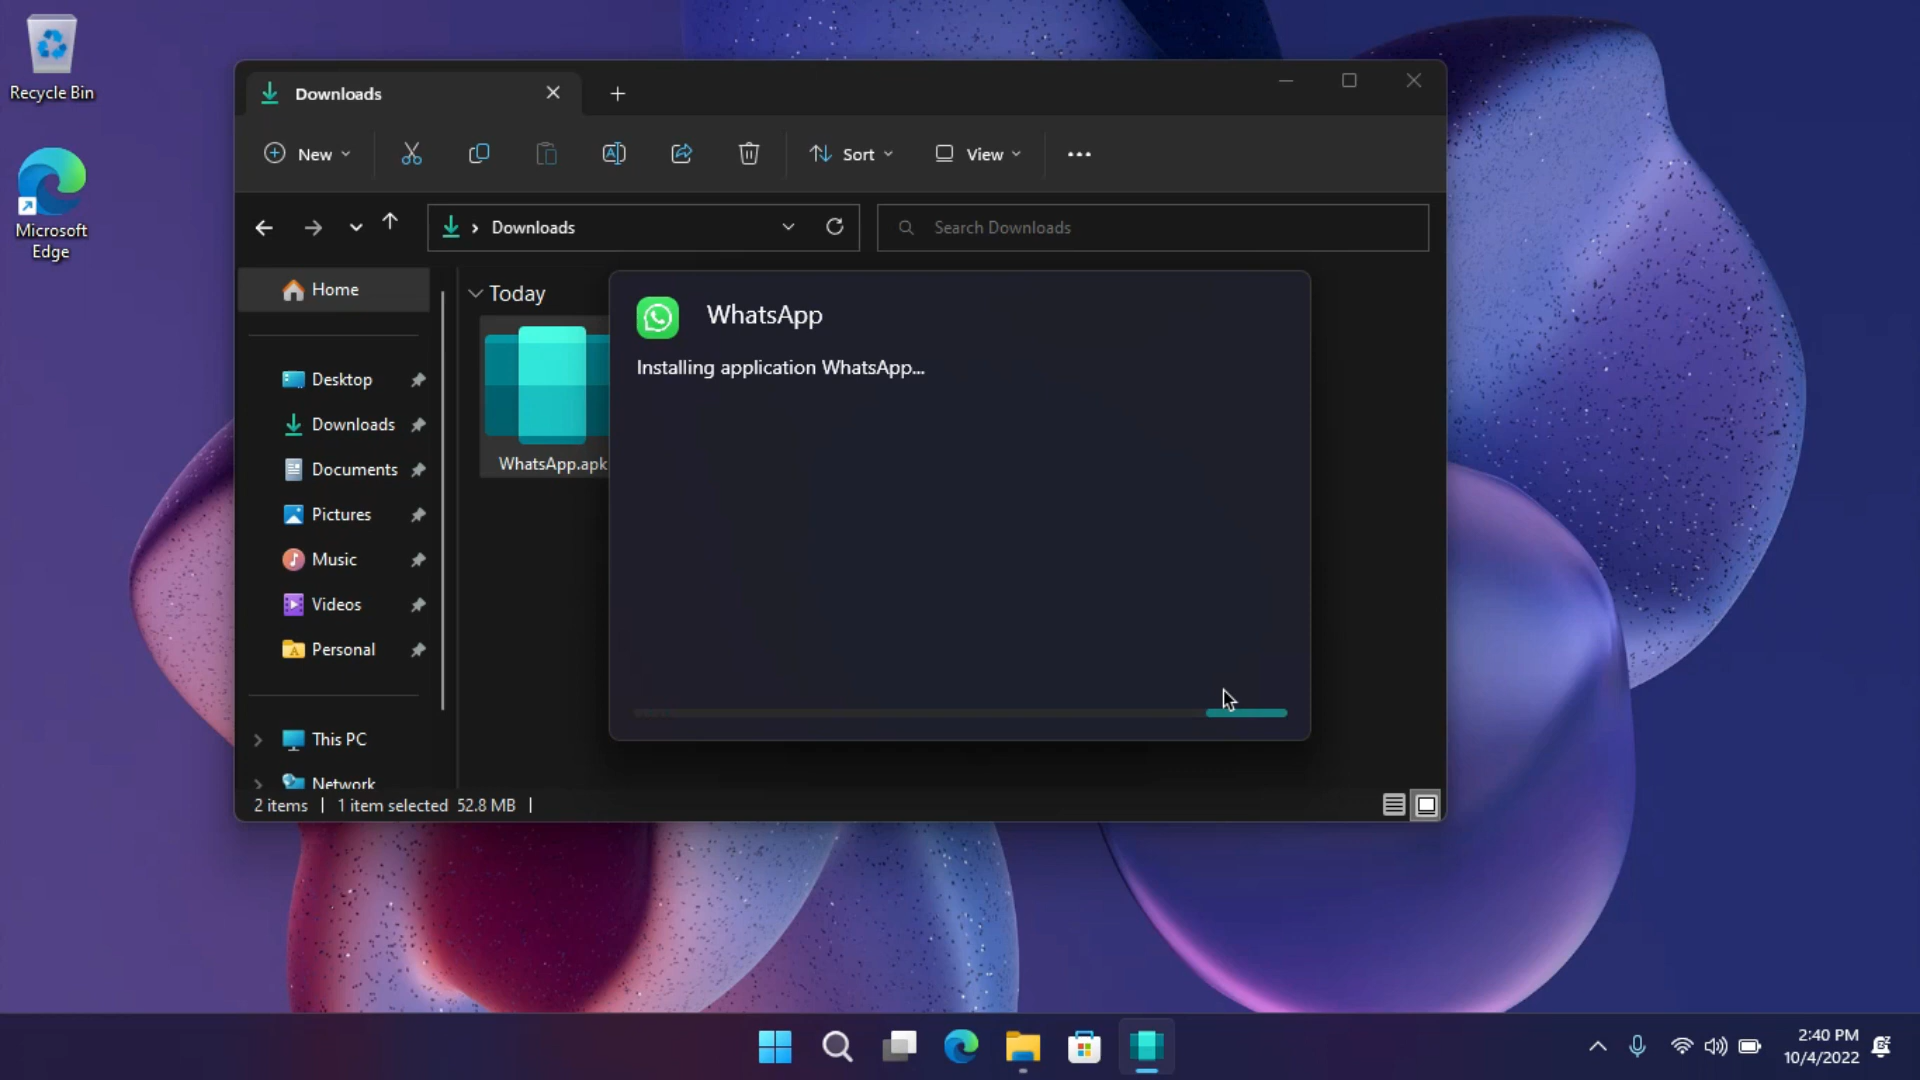 Recycle Bin
Microsoft
Edge
Downloads
New
Sort
View
Downloads
Search Downloads
Home
Desktop
Downloads
Documents
Pictures
Music
Videos
Personal
This PC
Network
Today
WhatsApp.apk
WhatsApp
Installing application WhatsApp...
2 items | 1 item selected 52.8 MB |
2:40 PM
10/4/2022